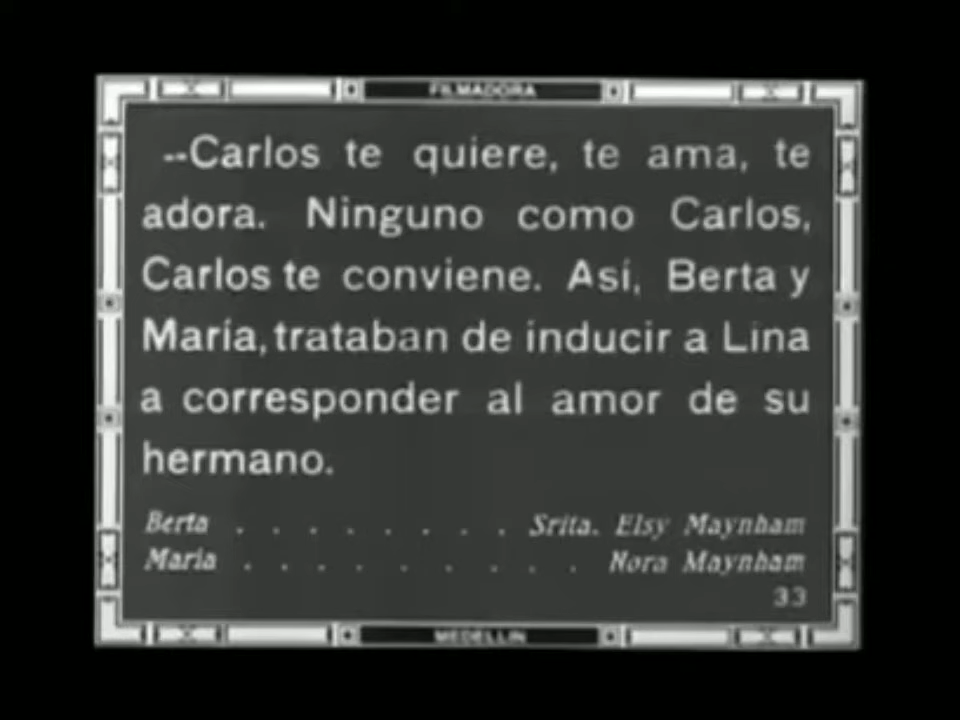 FILMADORA
--Carlos te quiere, te ama, te
adora. Ninguno como Carlos,
Carlos te conviene. Así, Berta y
María, trataban de inducir a Lina
a corresponder al amor de su
hermano.
Berta . . . . . . . . Srita. Elsy Maynham
María . . . . . . . . . . Nora Maynham
33
MEDELLIN